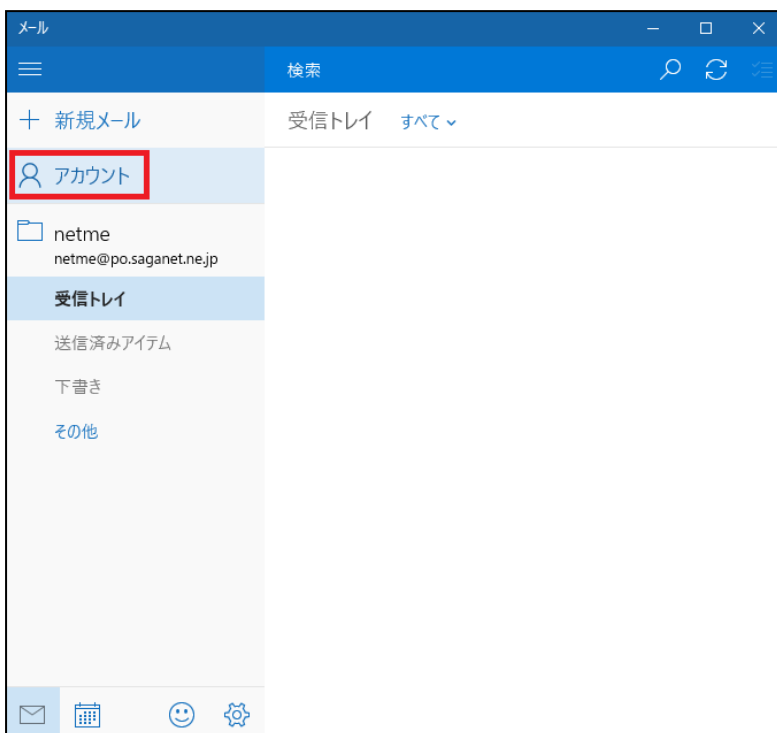 メール
検索
新規メール
受信トレイ すべて
アカウント
netme
netme@po.saganet.ne.jp
受信トレイ
送信済みアイテム
下書き
その他